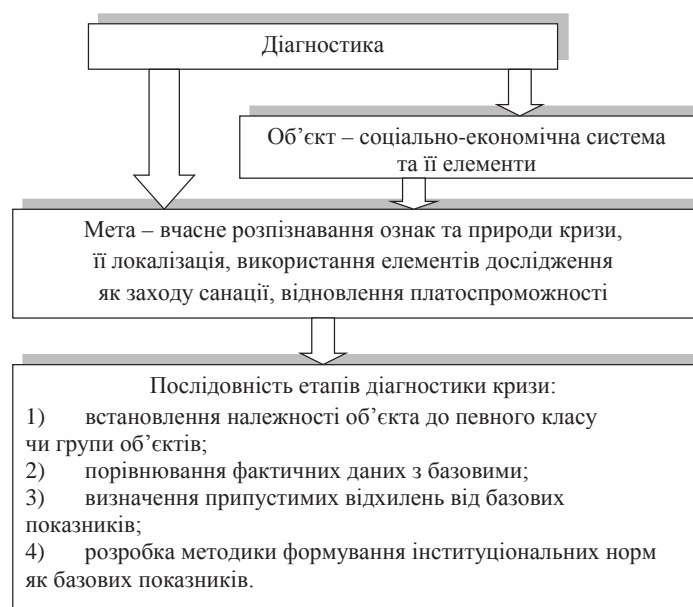 Діагностика
Об’єкт – соціально-економічна система
та її елементи
Мета – вчасне розпізнавання ознак та природи кризи,
її локалізація, використання елементів дослідження
як заходу санації, відновлення платоспроможності
Послідовність етапів діагностики кризи:
1) встановлення належності об’єкта до певного класу
чи групи об’єктів;
2) порівнювання фактичних даних з базовими;
3) визначення припустимих відхилень від базових
показників;
4) розробка методики формування інституціональних норм
як базових показників.